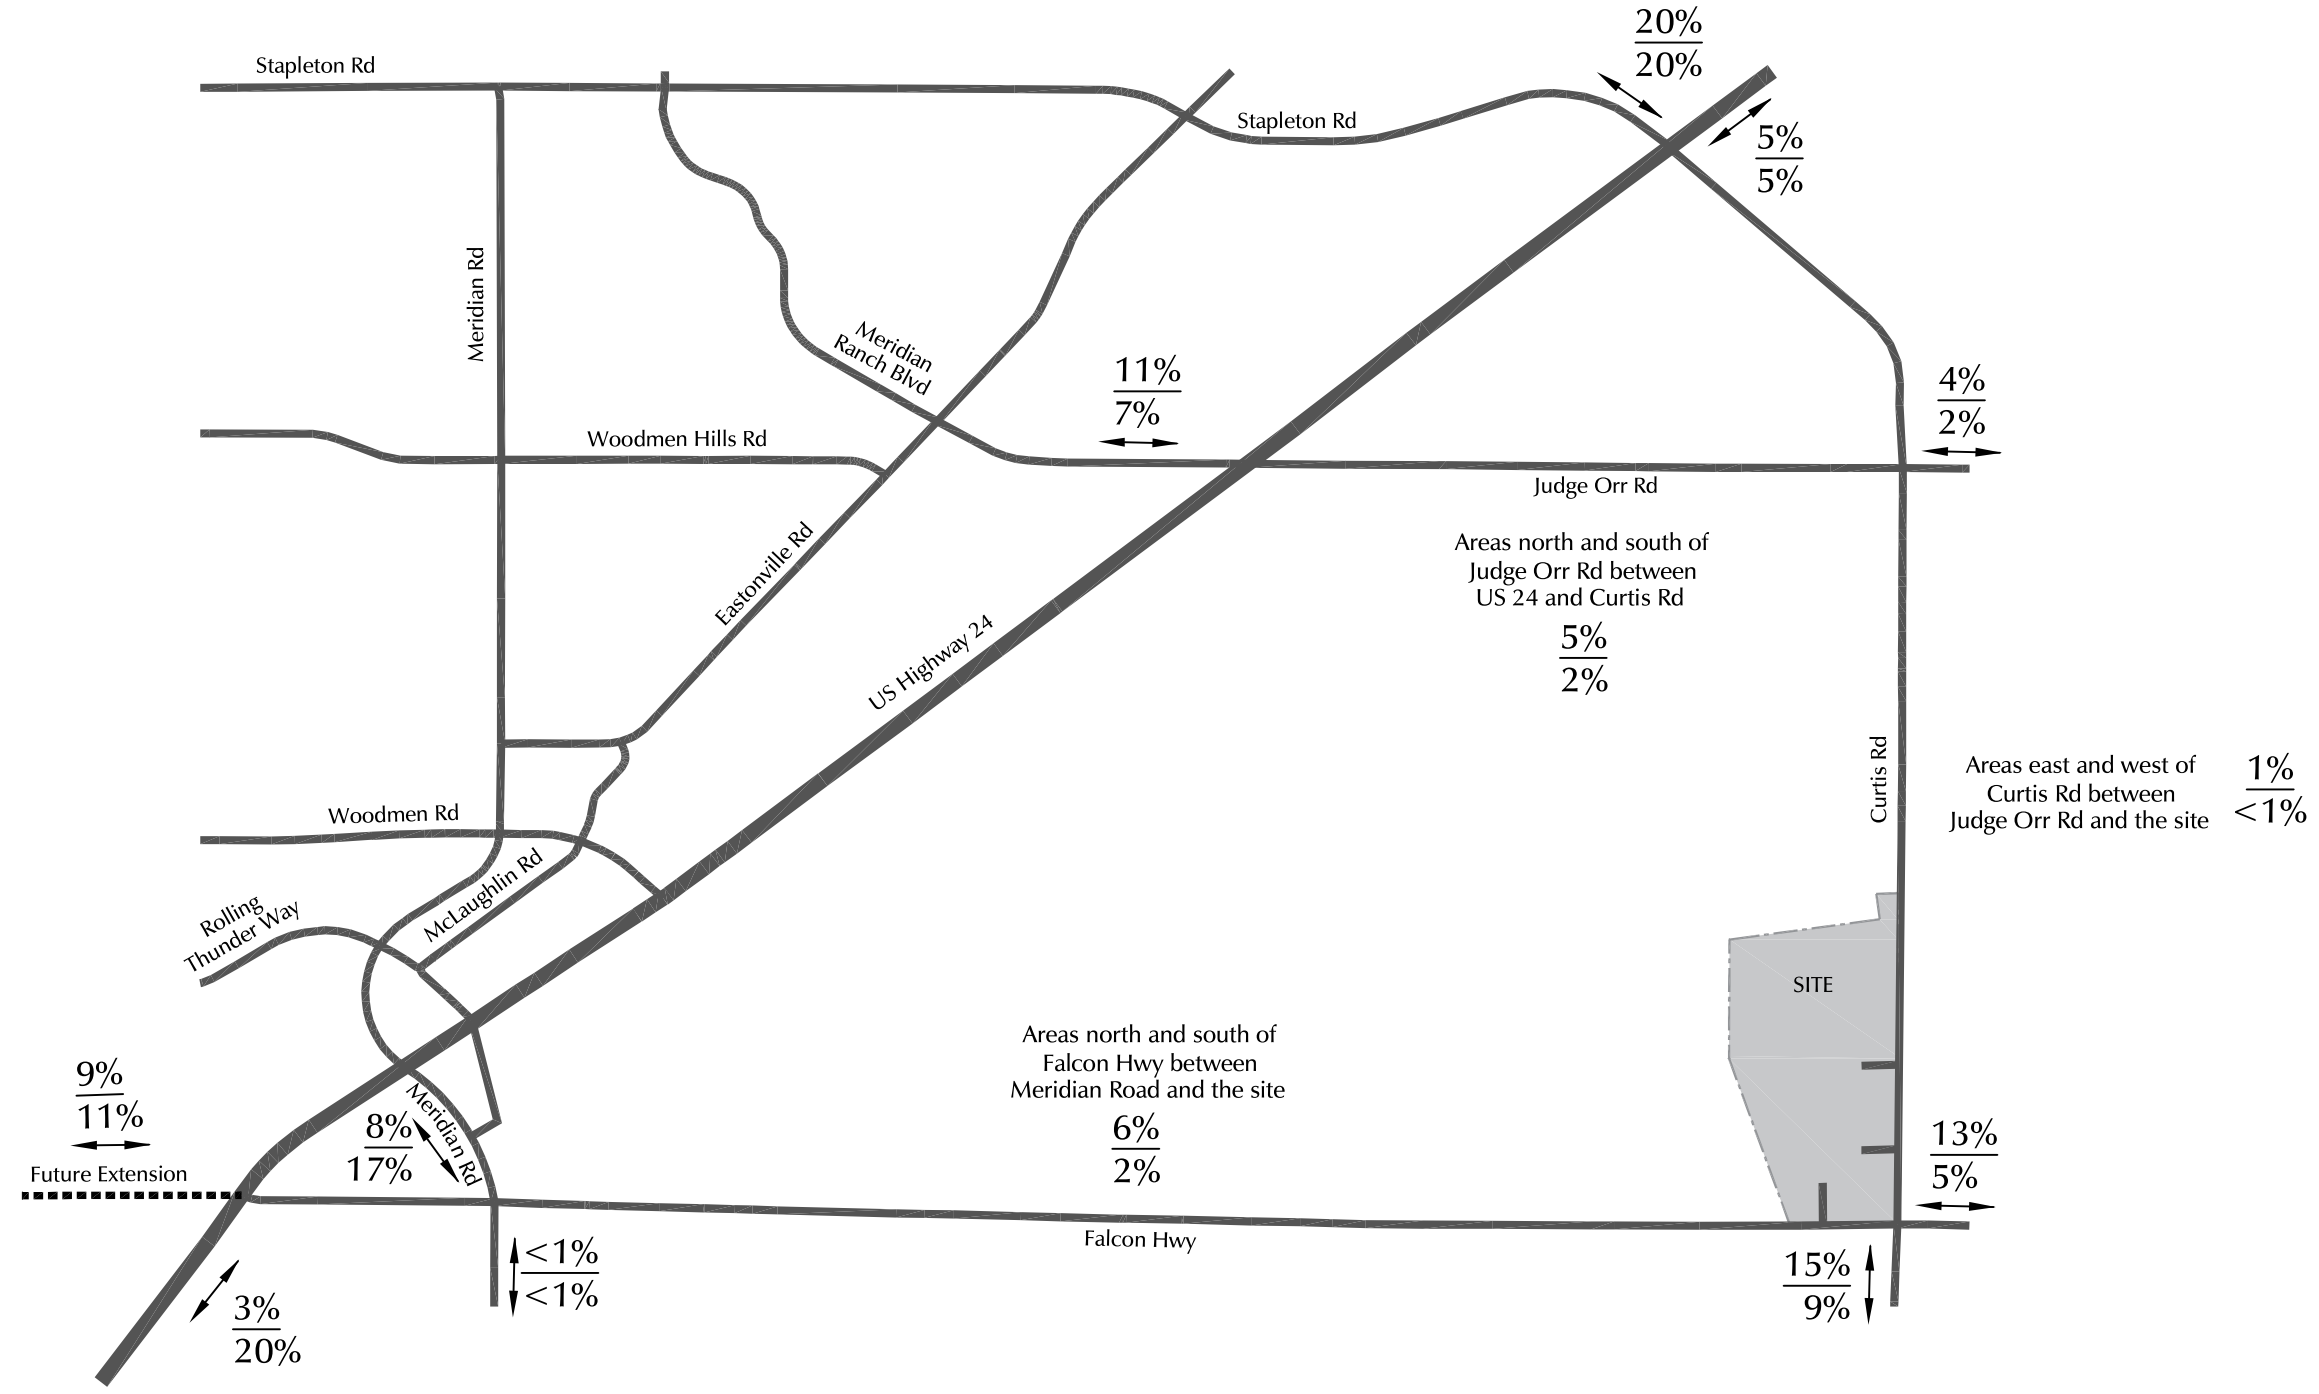 20%
20%
Stapleton Rd
Stapleton Rd
5%
5%
Meridian Rd
Meridian
Ranch Blvd
11%
7%
4%
2%
Woodmen Hills Rd
Judge Orr Rd
Eastonville Rd
Areas north and south of
Judge Orr Rd between
US 24 and Curtis Rd
5%
2%
US Highway 24
Curtis Rd
Areas east and west of
Curtis Rd between
Judge Orr Rd and the site
1%
<1%
Woodmen Rd
McLaughlin Rd
Rolling
Thunder Way
SITE
Areas north and south of
Falcon Hwy between
Meridian Road and the site
6%
2%
9%
11%
Future Extension
8%
17%
Meridian Rd
13%
5%
Falcon Hwy
<1%
<1%
15%
9%
3%
20%